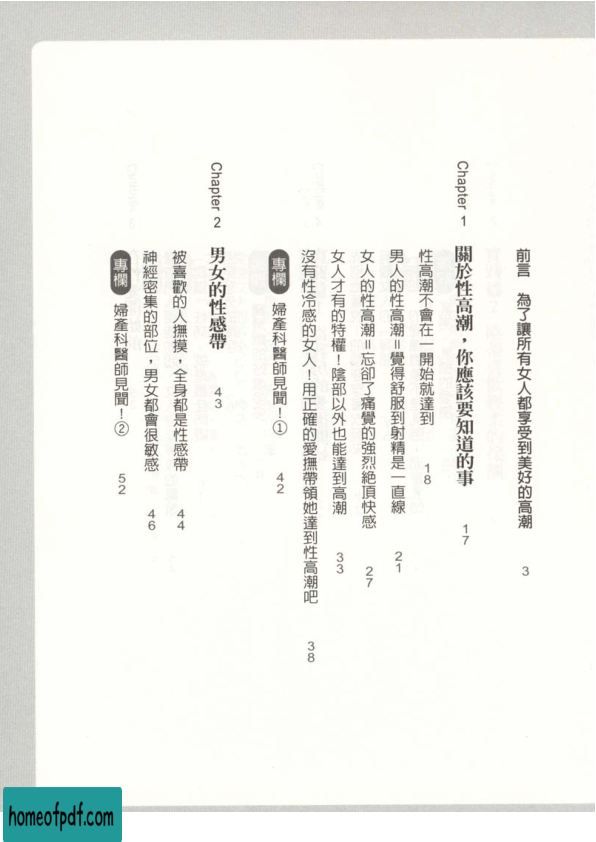 前言　為了讓所有女人都享受到美好的高潮　3
Chapter 1　關於性高潮，你應該要知道的事　17
性高潮不會在一開始就達到　18
男人的性高潮＝覺得舒服到射精是一直線　21
女人的性高潮＝忘卻了痛覺的強烈絕頂快感　27
女人才有的特權！陰部以外也能達到高潮　33
沒有性冷感的女人！用正確的愛撫帶領她達到性高潮吧　38
專欄　婦產科醫師見聞！①　42
Chapter 2　男女的性感帶　43
被喜歡的人撫摸，全身都是性感帶　44
神經密集的部位，男女都會很敏感　46
專欄　婦產科醫師見聞！②　52
homeofpdf.com